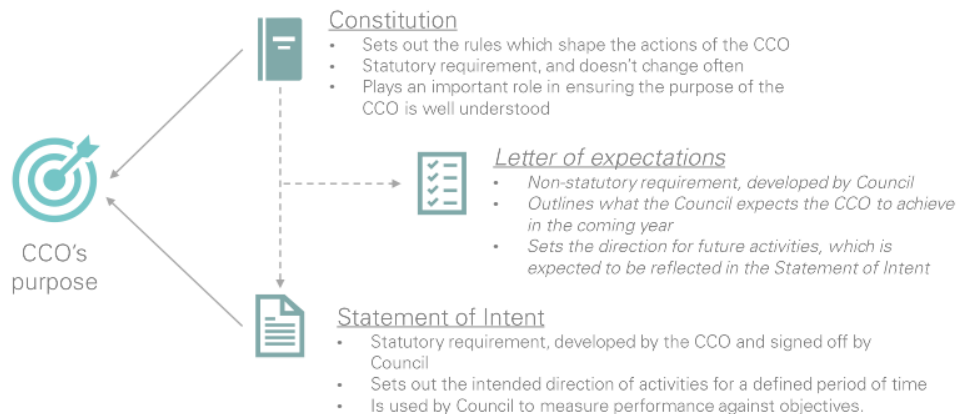 Constitution
• Sets out the rules which shape the actions of the CCO
• Statutory requirement, and doesn't change often
• Plays an important role in ensuring the purpose of the
CCO is well understood
Letter of expectations
• Non-statutory requirement, developed by Council
• Outlines what the Council expects the CCO to achieve
in the coming year
• Sets the direction for future activities, which is
expected to be reflected in the Statement of Intent
CCO's
purpose
Statement of Intent
• Statutory requirement, developed by the CCO and signed off by
Council
• Sets out the intended direction of activities for a defined period of time
• Is used by Council to measure performance against objectives.